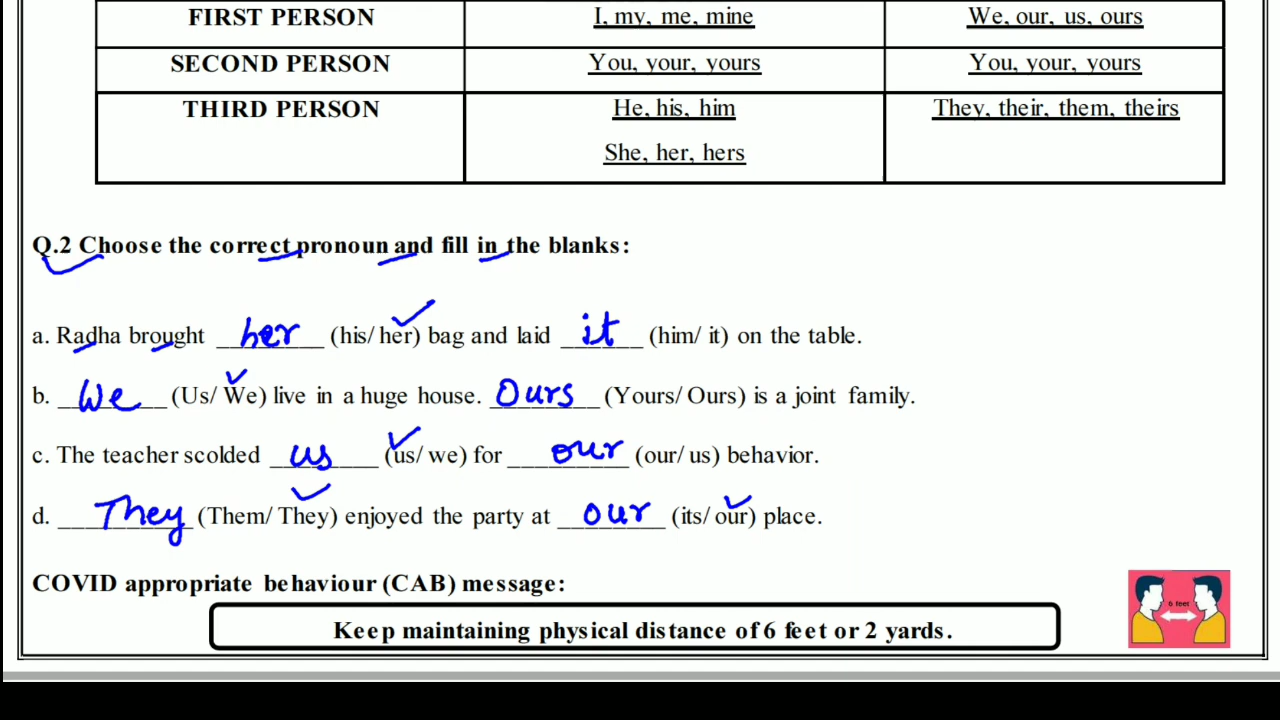 FIRST PERSON I, my, me, mine We, our, us, ours
SECOND PERSON You, your, yours You, your, yours
THIRD PERSON He, his, him They, their, them, theirs
She, her, hers
Q.2 Choose the correct pronoun and fill in the blanks:
a. Radha brought her (his/ her) bag and laid it (him/ it) on the table.
b. We (Us/ We) live in a huge house. Ours (Yours/ Ours) is a joint family.
c. The teacher scolded us (us/ we) for our (our/ us) behavior.
d. They (Them/ They) enjoyed the party at our (its/ our) place.
COVID appropriate behaviour (CAB) message:
Keep maintaining physical distance of 6 feet or 2 yards.
6 feet